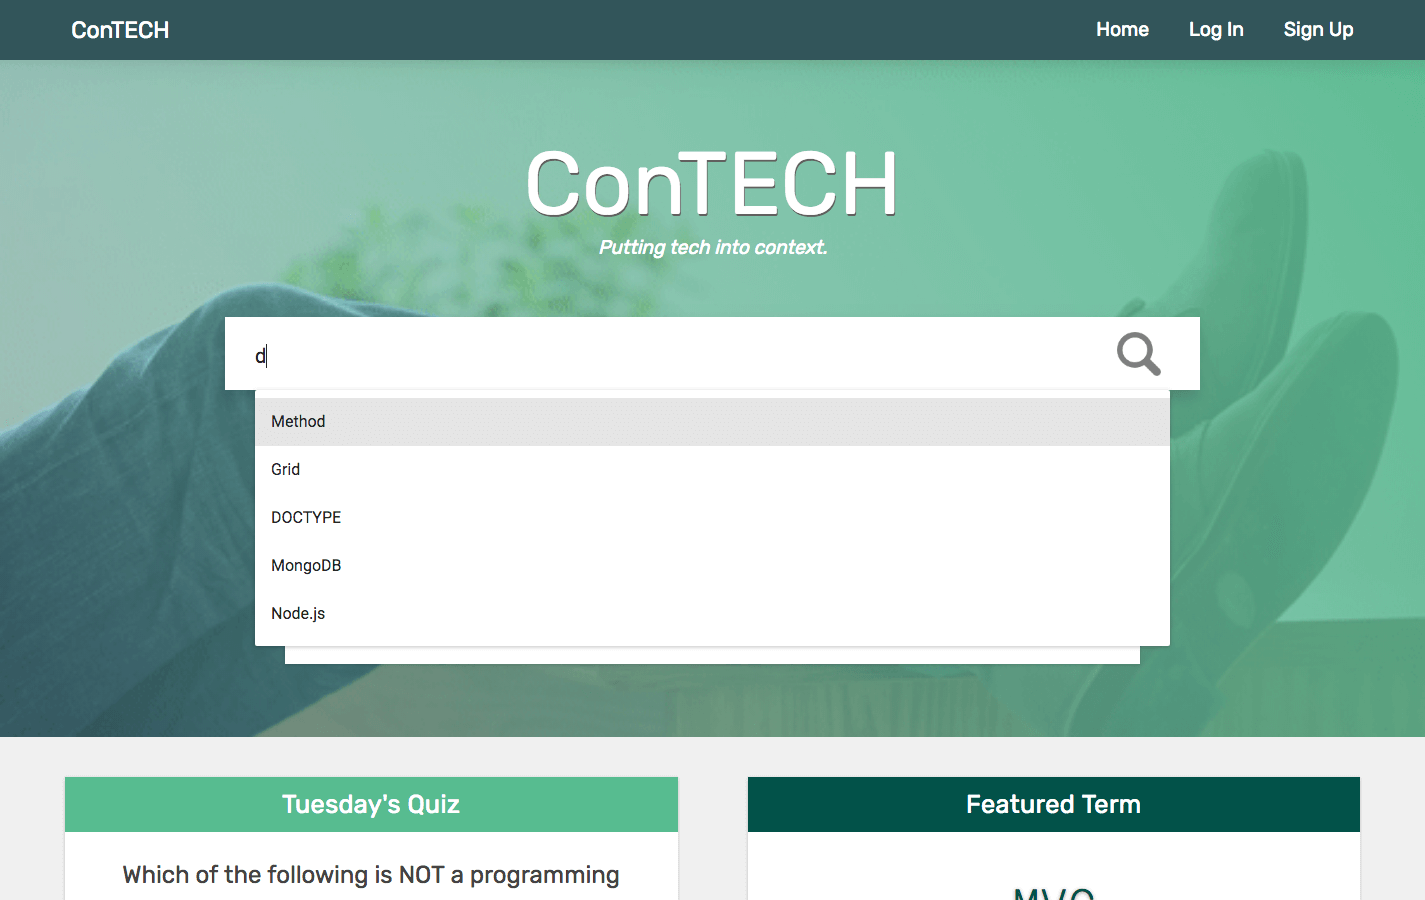 ConTECH
Home Log In Sign Up
ConTECH
Putting tech into context.
d
Method
Grid
DOCTYPE
MongoDB
Node.js
Tuesday's Quiz
Featured Term
Which of the following is NOT a programming
MVC